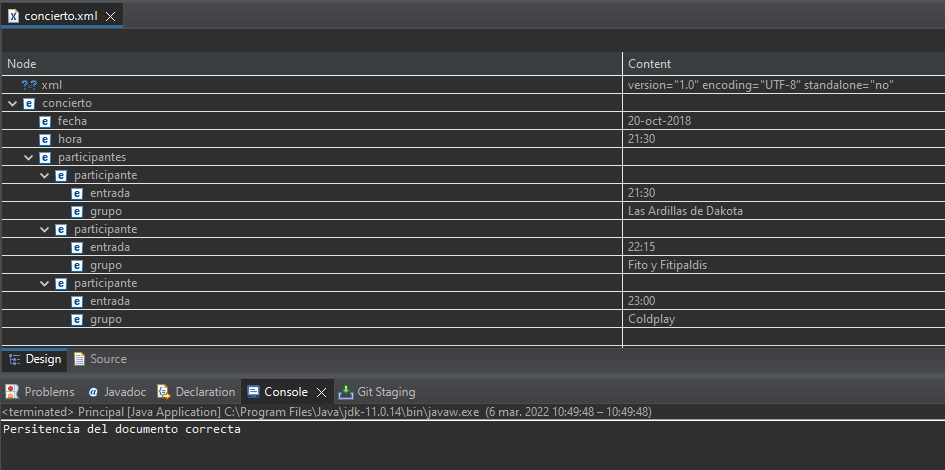 concierto.xml
Node Content
?-? xml version="1.0" encoding="UTF-8" standalone="no"
e concierto
e fecha 20-oct-2018
e hora 21:30
e participantes
e participante
e entrada 21:30
e grupo Las Ardillas de Dakota
e participante
e entrada 22:15
e grupo Fito y Fitipaldis
e participante
e entrada 23:00
e grupo Coldplay
Design Source
Problems @ Javadoc Declaration Console Git Staging
<terminated> Principal [Java Application] C:\Program Files\Java\jdk-11.0.14\bin\javaw.exe (6 mar. 2022 10:49:48 – 10:49:48)
Persitencia del documento correcta